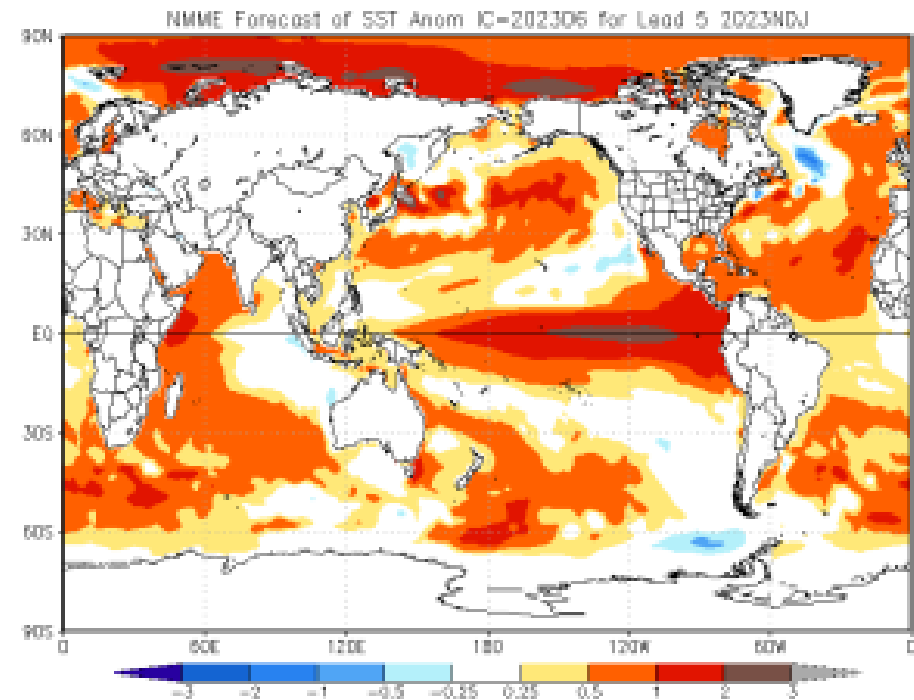 NMME Forecast of SST Anom IC=202306 for Lead 5 2023NDJ
90N
60N
30N
EQ
30S
60S
90S
0 60E 120E 180 120W 60W 0
-3 -2 -1 -0.5 -0.25 0.25 0.5 1 2 3